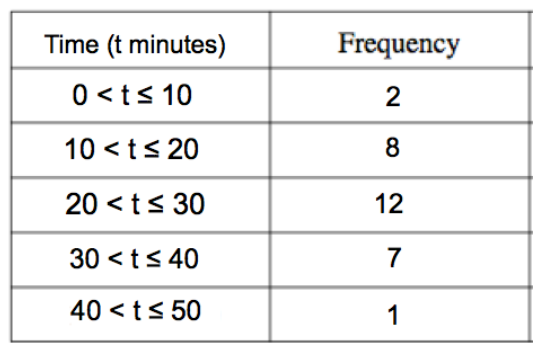 Time (t minutes) Frequency
0 < t ≤ 10 2
10 < t ≤ 20 8
20 < t ≤ 30 12
30 < t ≤ 40 7
40 < t ≤ 50 1